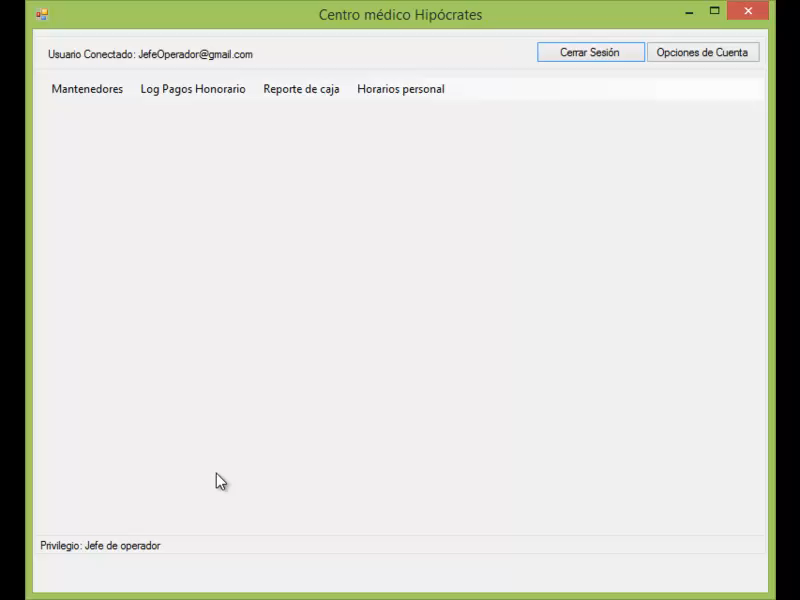 Centro médico Hipócrates
Usuario Conectado: JefeOperador@gmail.com
Cerrar Sesión
Opciones de Cuenta
Mantenedores
Log Pagos Honorario
Reporte de caja
Horarios personal
Privilegio: Jefe de operador